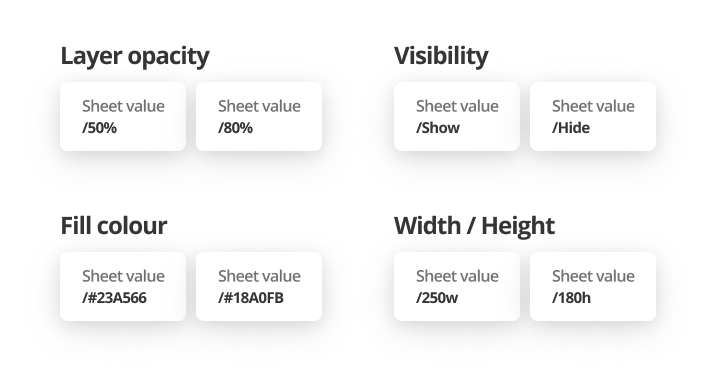 Layer opacity
Sheet value
/50%
Sheet value
/80%
Visibility
Sheet value
/Show
Sheet value
/Hide
Fill colour
Sheet value
/#23A566
Sheet value
/#18A0FB
Width / Height
Sheet value
/250w
Sheet value
/180h